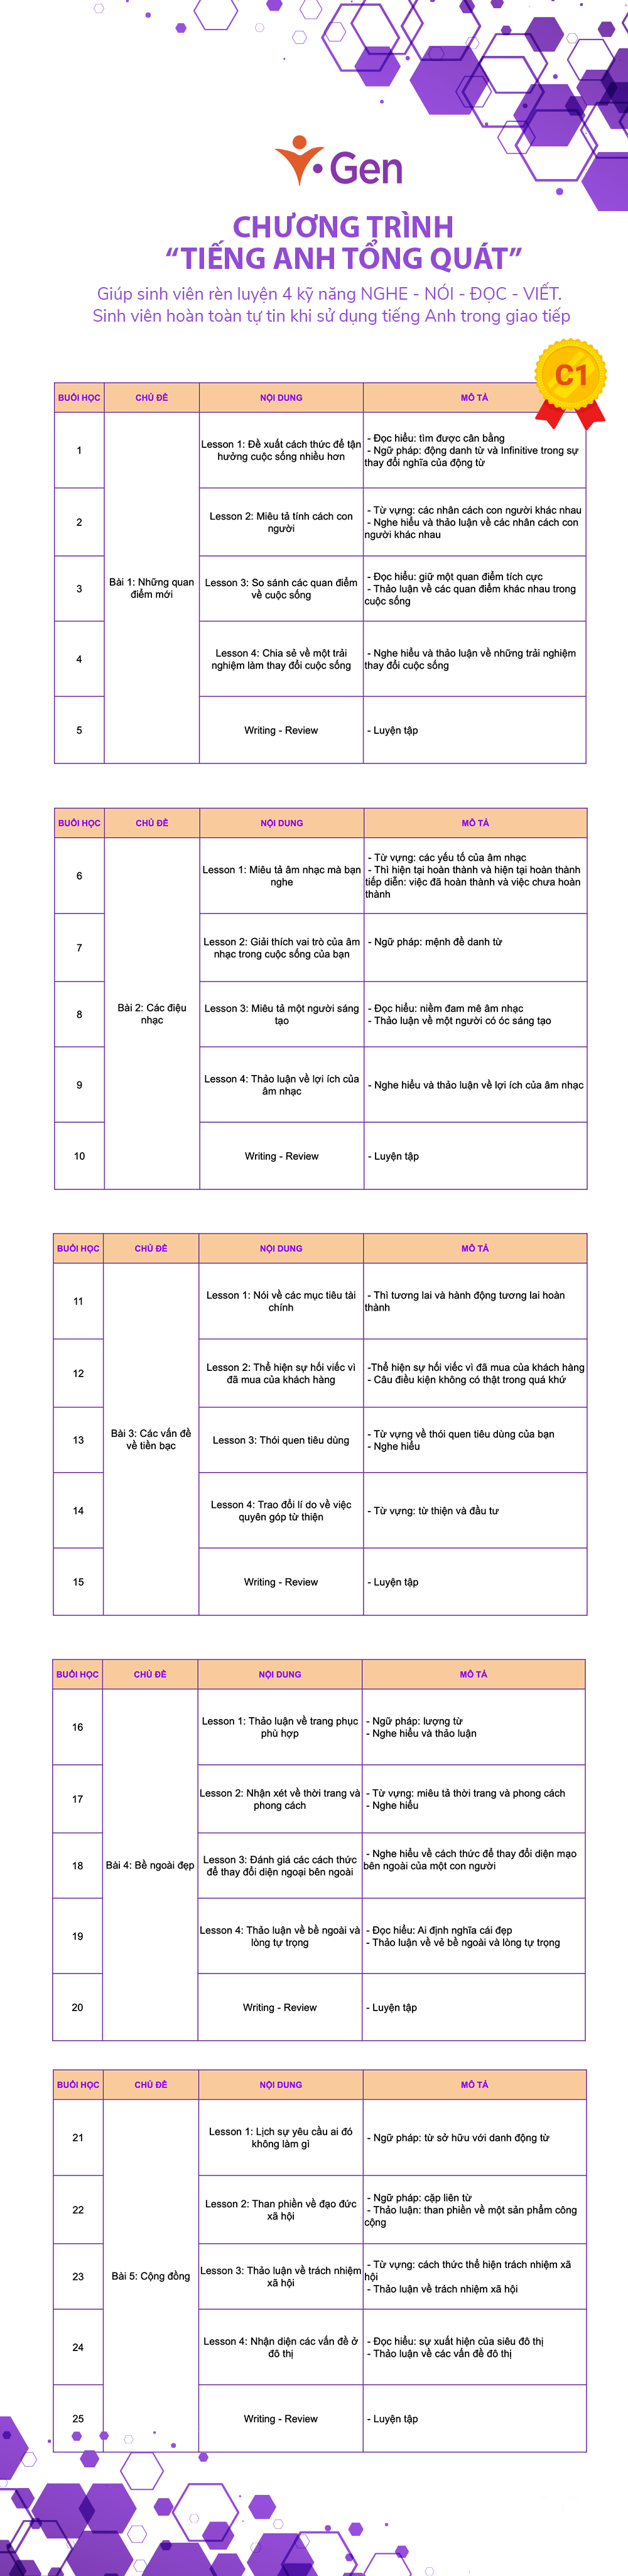 Gen
CHƯƠNG TRÌNH
“TIẾNG ANH TỔNG QUÁT”
Giúp sinh viên rèn luyện 4 kỹ năng NGHE - NÓI - ĐỌC - VIẾT.
Sinh viên hoàn toàn tự tin khi sử dụng tiếng Anh trong giao tiếp
C1
BUỔI HỌC
CHỦ ĐỀ
NỘI DUNG
MÔ TẢ
1
Lesson 1: Đề xuất cách thức để tận
hưởng cuộc sống nhiều hơn
- Đọc hiểu: tìm được cân bằng
- Ngữ pháp: động danh từ và Infinitive trong sự
thay đổi nghĩa của động từ
2
Lesson 2: Miêu tả tính cách con
người
- Từ vựng: các nhân cách con người khác nhau
- Nghe hiểu và thảo luận về các nhân cách con
người khác nhau
Bài 1: Những quan
điểm mới
3
Lesson 3: So sánh các quan điểm
về cuộc sống
- Đọc hiểu: giữ một quan điểm tích cực
- Thảo luận về các quan điểm khác nhau trong
cuộc sống
4
Lesson 4: Chia sẻ về một trải
nghiệm làm thay đổi cuộc sống
- Nghe hiểu và thảo luận về những trải nghiệm
thay đổi cuộc sống
5
Writing - Review
- Luyện tập
BUỔI HỌC
CHỦ ĐỀ
NỘI DUNG
MÔ TẢ
6
Lesson 1: Miêu tả âm nhạc mà bạn
nghe
- Từ vựng: các yếu tố của âm nhạc
- Thì hiện tại hoàn thành và hiện tại hoàn thành
tiếp diễn: việc đã hoàn thành và việc chưa hoàn
thành
7
Lesson 2: Giải thích vai trò của âm
nhạc trong cuộc sống của bạn
- Ngữ pháp: mệnh đề danh từ
Bài 2: Các điệu
nhạc
8
Lesson 3: Miêu tả một người sáng
tạo
- Đọc hiểu: niềm đam mê âm nhạc
- Thảo luận về một người có óc sáng tạo
9
Lesson 4: Thảo luận về lợi ích của
âm nhạc
- Nghe hiểu và thảo luận về lợi ích của âm nhạc
10
Writing - Review
- Luyện tập
BUỔI HỌC
CHỦ ĐỀ
NỘI DUNG
MÔ TẢ
11
Lesson 1: Nói về các mục tiêu tài
chính
- Thì tương lai và hành động tương lai hoàn
thành
12
Lesson 2: Thể hiện sự hối viếc vì
đã mua của khách hàng
-Thể hiện sự hối viếc vì đã mua của khách hàng
- Câu điều kiện không có thật trong quá khứ
Bài 3: Các vấn đề
về tiền bạc
13
Lesson 3: Thói quen tiêu dùng
- Từ vựng về thói quen tiêu dùng của bạn
- Nghe hiểu
14
Lesson 4: Trao đổi lí do về việc
quyên góp từ thiện
- Từ vựng: từ thiện và đầu tư
15
Writing - Review
- Luyện tập
BUỔI HỌC
CHỦ ĐỀ
NỘI DUNG
MÔ TẢ
16
Lesson 1: Thảo luận về trang phục
phù hợp
- Ngữ pháp: lượng từ
- Nghe hiểu và thảo luận
17
Lesson 2: Nhận xét về thời trang và
phong cách
- Từ vựng: miêu tả thời trang và phong cách
- Nghe hiểu
Bài 4: Bề ngoài đẹp
18
Lesson 3: Đánh giá các cách thức
để thay đổi diện ngoại bên ngoài
- Nghe hiểu về cách thức để thay đổi diện mạo
bên ngoài của một con người
19
Lesson 4: Thảo luận về bề ngoài và
lòng tự trọng
- Đọc hiểu: Ai định nghĩa cái đẹp
- Thảo luận về vẻ bề ngoài và lòng tự trọng
20
Writing - Review
- Luyện tập
BUỔI HỌC
CHỦ ĐỀ
NỘI DUNG
MÔ TẢ
21
Lesson 1: Lịch sự yêu cầu ai đó
không làm gì
- Ngữ pháp: từ sở hữu với danh động từ
22
Lesson 2: Than phiền về đạo đức
xã hội
- Ngữ pháp: cặp liên từ
- Thảo luận: than phiền về một sản phẩm công
cộng
Bài 5: Cộng đồng
23
Lesson 3: Thảo luận về trách nhiệm
xã hội
- Từ vựng: cách thức thể hiện trách nhiệm xã
hội
- Thảo luận về trách nhiệm xã hội
24
Lesson 4: Nhận diện các vấn đề ở
đô thị
- Đọc hiểu: sự xuất hiện của siêu đô thị
- Thảo luận về các vấn đề đô thị
25
Writing - Review
- Luyện tập